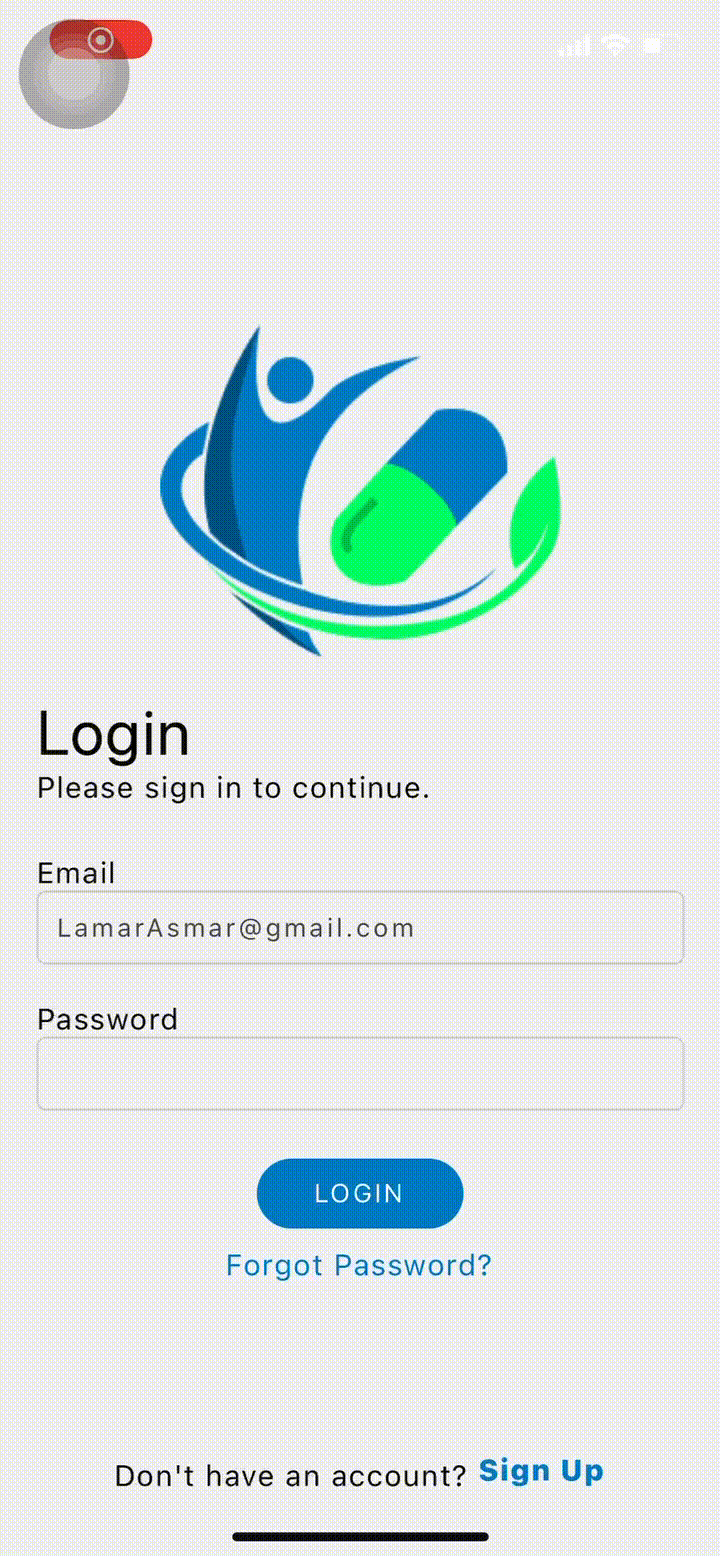 Login
Please sign in to continue.
Email
LamarAsmar@gmail.com
Password
LOGIN
Forgot Password?
Don't have an account? Sign Up